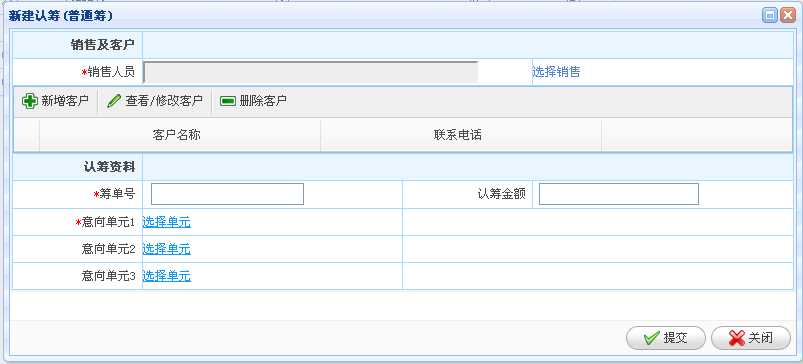 新建认筹(普通筹)
销售及客户
*销售人员 选择销售
新增客户 查看/修改客户 删除客户
客户名称 联系电话
认筹资料
*筹单号 认筹金额
*意向单元1 选择单元
意向单元2 选择单元
意向单元3 选择单元
提交 关闭